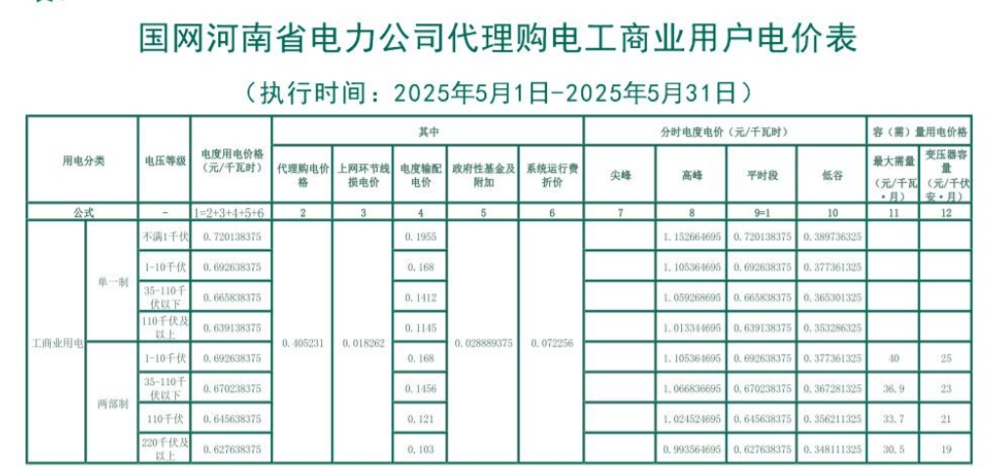 国网河南省电力公司代理购电工商业用户电价表
（执行时间：2025年5月1日-2025年5月31日）
用电分类 电压等级 电度用电价格（元/千瓦时） 其中 分时电度电价（元/千瓦时） 容（需）量用电价格
代理购电价格 上网环节线损电价 电度输配电价 政府性基金及附加 系统运行费折价 尖峰 高峰 平时段 低谷 最大需量（元/千瓦·月） 变压器容量（元/千伏安·月）
公式 - 1=2+3+4+5+6 2 3 4 5 6 7 8 9=1 10 11 12
工商业用电 单一制 不满1千伏 0.720138375 0.405231 0.018262 0.1955 0.028889375 0.072256 1.152664695 0.720138375 0.389736325
1-10千伏 0.692638375 0.168 1.105364695 0.692638375 0.377361325
35-110千伏以下 0.665838375 0.1412 1.059268695 0.665838375 0.365301325
110千伏及以上 0.639138375 0.1145 1.013344695 0.639138375 0.353286325
两部制 1-10千伏 0.692638375 0.168 1.105364695 0.692638375 0.377361325 40 25
35-110千伏以下 0.670238375 0.1456 1.066836695 0.670238375 0.367281325 36.9 23
110千伏 0.645638375 0.121 1.024524695 0.645638375 0.356211325 33.7 21
220千伏及以上 0.627638375 0.103 0.993564695 0.627638375 0.348111325 30.5 19